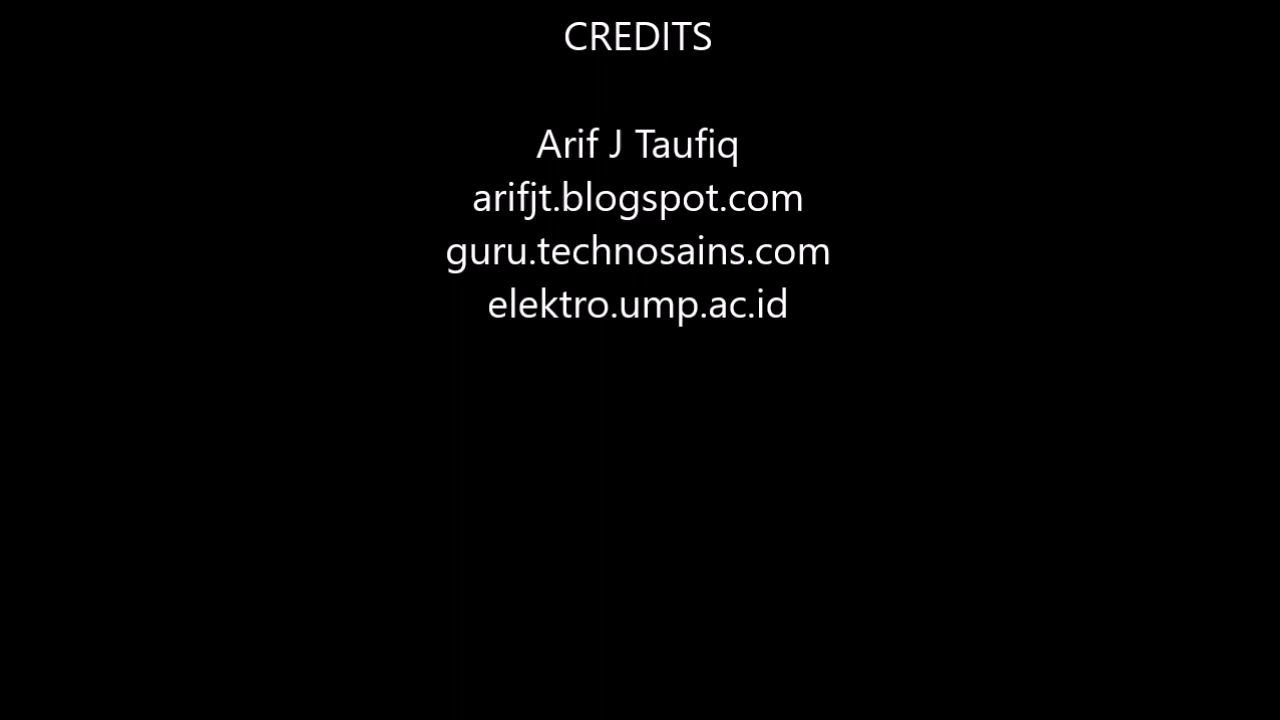 CREDITS
Arif J Taufiq
arifjt.blogspot.com
guru.technosains.com
elektro.ump.ac.id